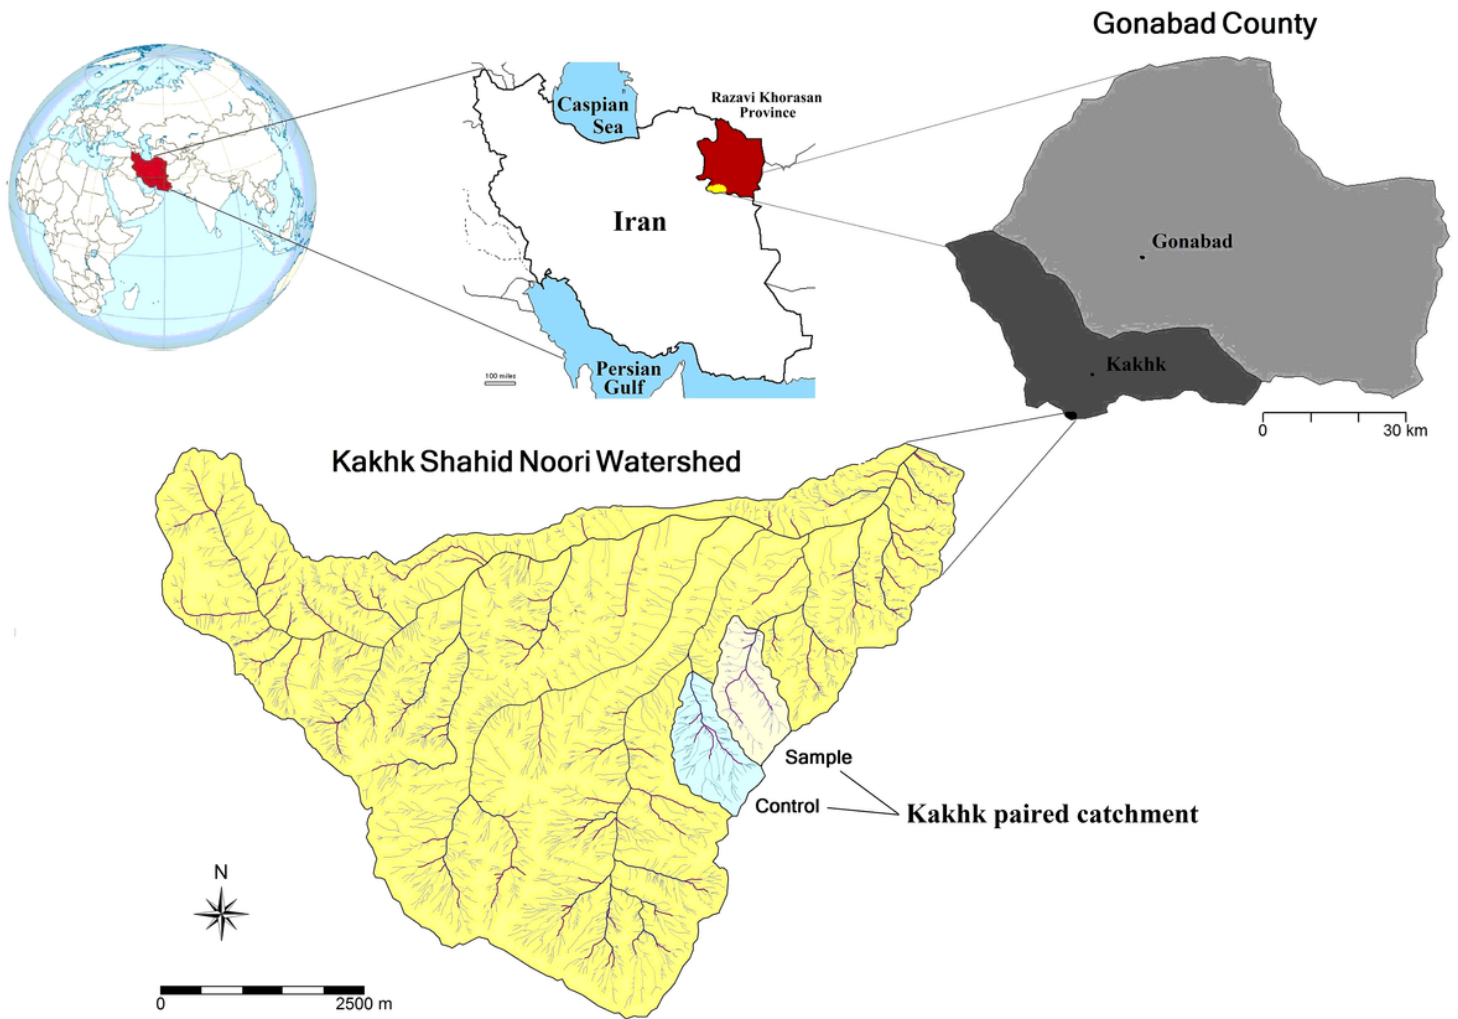 Gonabad County
Caspian
Sea
Razavi Khorasan
Province
Iran
Gonabad
Persian
Gulf
100 miles
Kakhk
0 30 km
Kakhk Shahid Noori Watershed
Sample
Control
Kakhk paired catchment
N
0 2500 m